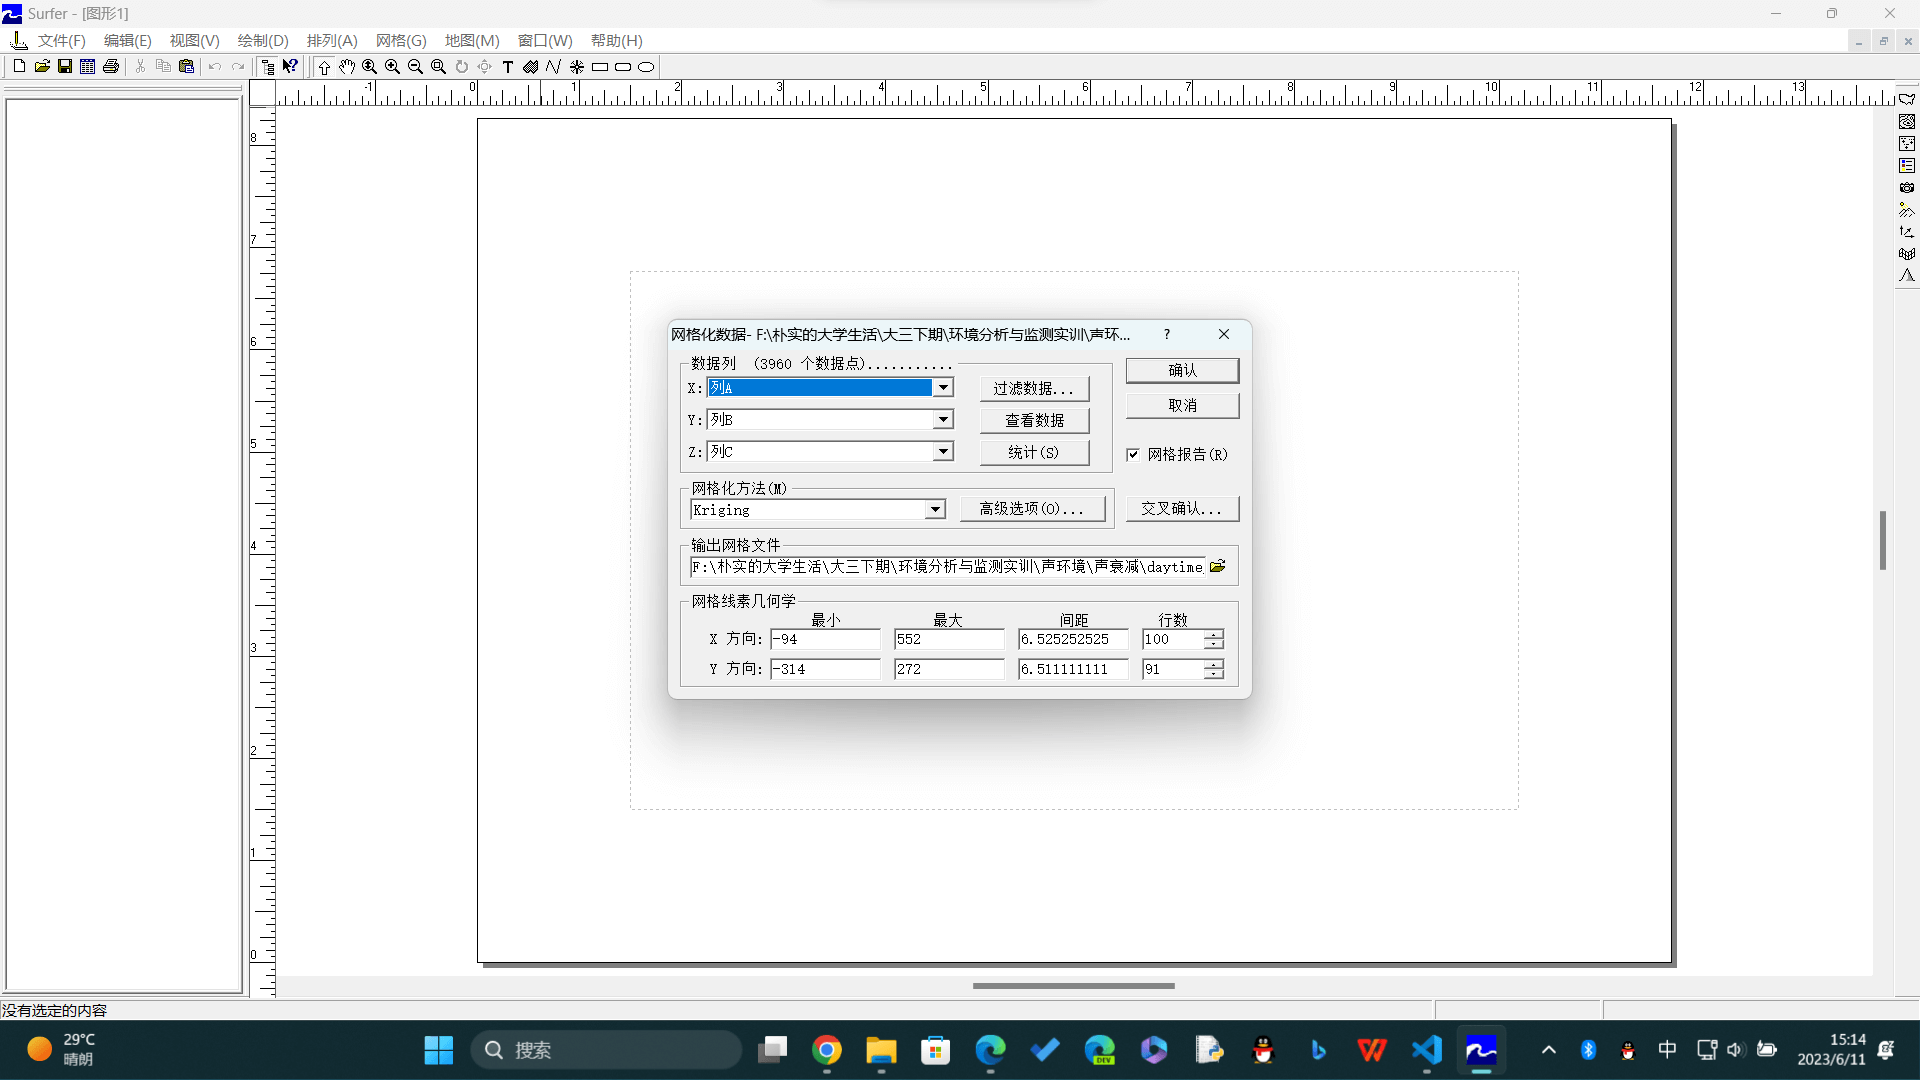 Surfer - [图形1]
文件(F) 编辑(E) 视图(V) 绘制(D) 排列(A) 网格(G) 地图(M) 窗口(W) 帮助(H)
T
-1 0 1 2 3 4 5 6 7 8 9 10 11 12 13
8
7
6
5
4
3
2
1
0
网格化数据- F:\朴实的大学生活\大三下期\环境分析与监测实训\声环... ?
数据列 (3960 个数据点)...........
X: 列A
Y: 列B
Z: 列C
过滤数据...
查看数据
统计(S)
确认
取消
网格报告(R)
网格化方法(M)
Kriging
高级选项(O)...
交叉确认...
输出网格文件
F:\朴实的大学生活\大三下期\环境分析与监测实训\声环境\声衰减\daytime
网格线素几何学
最小 最大 间距 行数
X 方向: -94 552 6.525252525 100
Y 方向: -314 272 6.511111111 91
没有选定的内容
29°C
晴朗
搜索
DEV
中
15:14
2023/6/11